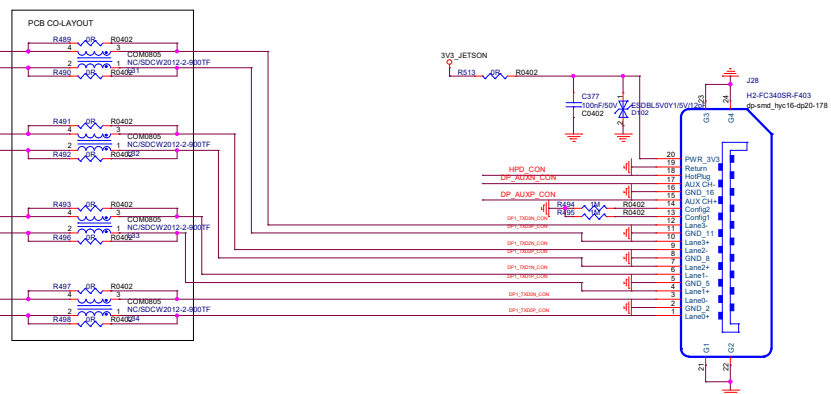 PCB CO-LAYOUT
R489 0R R0402
4 3
COM0805
NC/SDCW2012-2-900TF
2 1
R490 0R R0402
R491 0R R0402
4 3
COM0805
NC/SDCW2012-2-900TF
2 1
R492 0R R0402
R493 0R R0402
4 3
COM0805
NC/SDCW2012-2-900TF
2 1
R496 0R R0402
R497 0R R0402
4 3
COM0805
NC/SDCW2012-2-900TF
2 1
R498 0R R0402
3V3_JETSON
R513 0R R0402
C377
100nF/50V
C0402
1
2
D102
J28
H2-FC340SR-F403
dp-smd_hyc16-dp20-178
23 24
G3 G4
HPD_CON
DP_AUXN_CON
DP_AUXP_CON
R494 1M R0402
R495 1M R0402
DP1_TXD3N_CON
DP1_TXD3P_CON
DP1_TXD2N_CON
DP1_TXD2P_CON
DP1_TXD1N_CON
DP1_TXD1P_CON
DP1_TXD0N_CON
DP1_TXD0P_CON
20 PWR_3V3
19 Return
18 HotPlug
17 AUX CH-
16 GND_16
15 AUX CH+
14 Config2
13 Config1
12 Lane3-
11 GND_11
10 Lane3+
9 Lane2-
8 GND_8
7 Lane2+
6 Lane1-
5 GND_5
4 Lane1+
3 Lane0-
2 GND_2
1 Lane0+
G1 G2
21 22